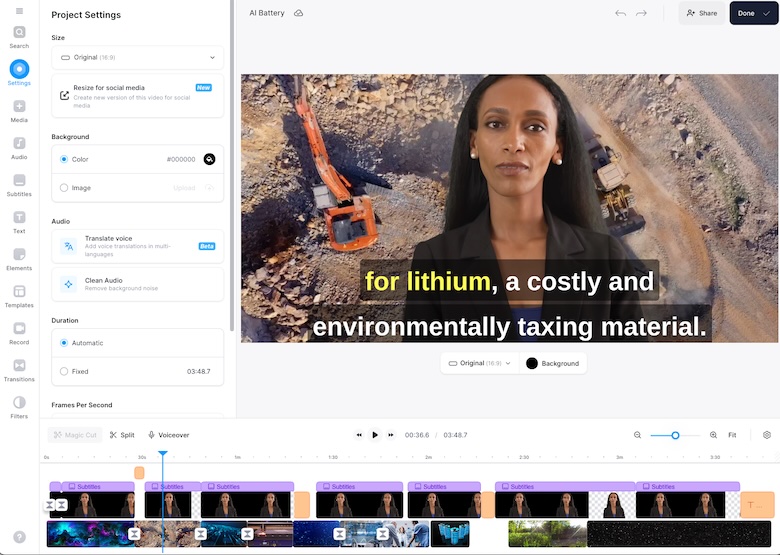 Project Settings
AI Battery
Share
Done
Search
Settings
Media
Audio
Subtitles
Text
Elements
Templates
Record
Transitions
Filters
Size
Original (16:9)
Resize for social media
New
Create new version of this video for social
media
Background
Color
#000000
Image
Upload
Audio
Translate voice
Add voice translations in multi-
languages
Beta
Clean Audio
Remove background noise
Duration
Automatic
Fixed
03:48.7
Frames Per Second
for lithium, a costly and
environmentally taxing material.
Original (16:9)
Background
Magic Cut
Split
Voiceover
00:36.6 / 03:48.7
Fit
0s
30s
1m
1:30
2m
2:30
3m
3:30
Subtitles
Subtitles
Subtitles
Subtitles
Subtitles
Subtitles
Subtitles
T ...